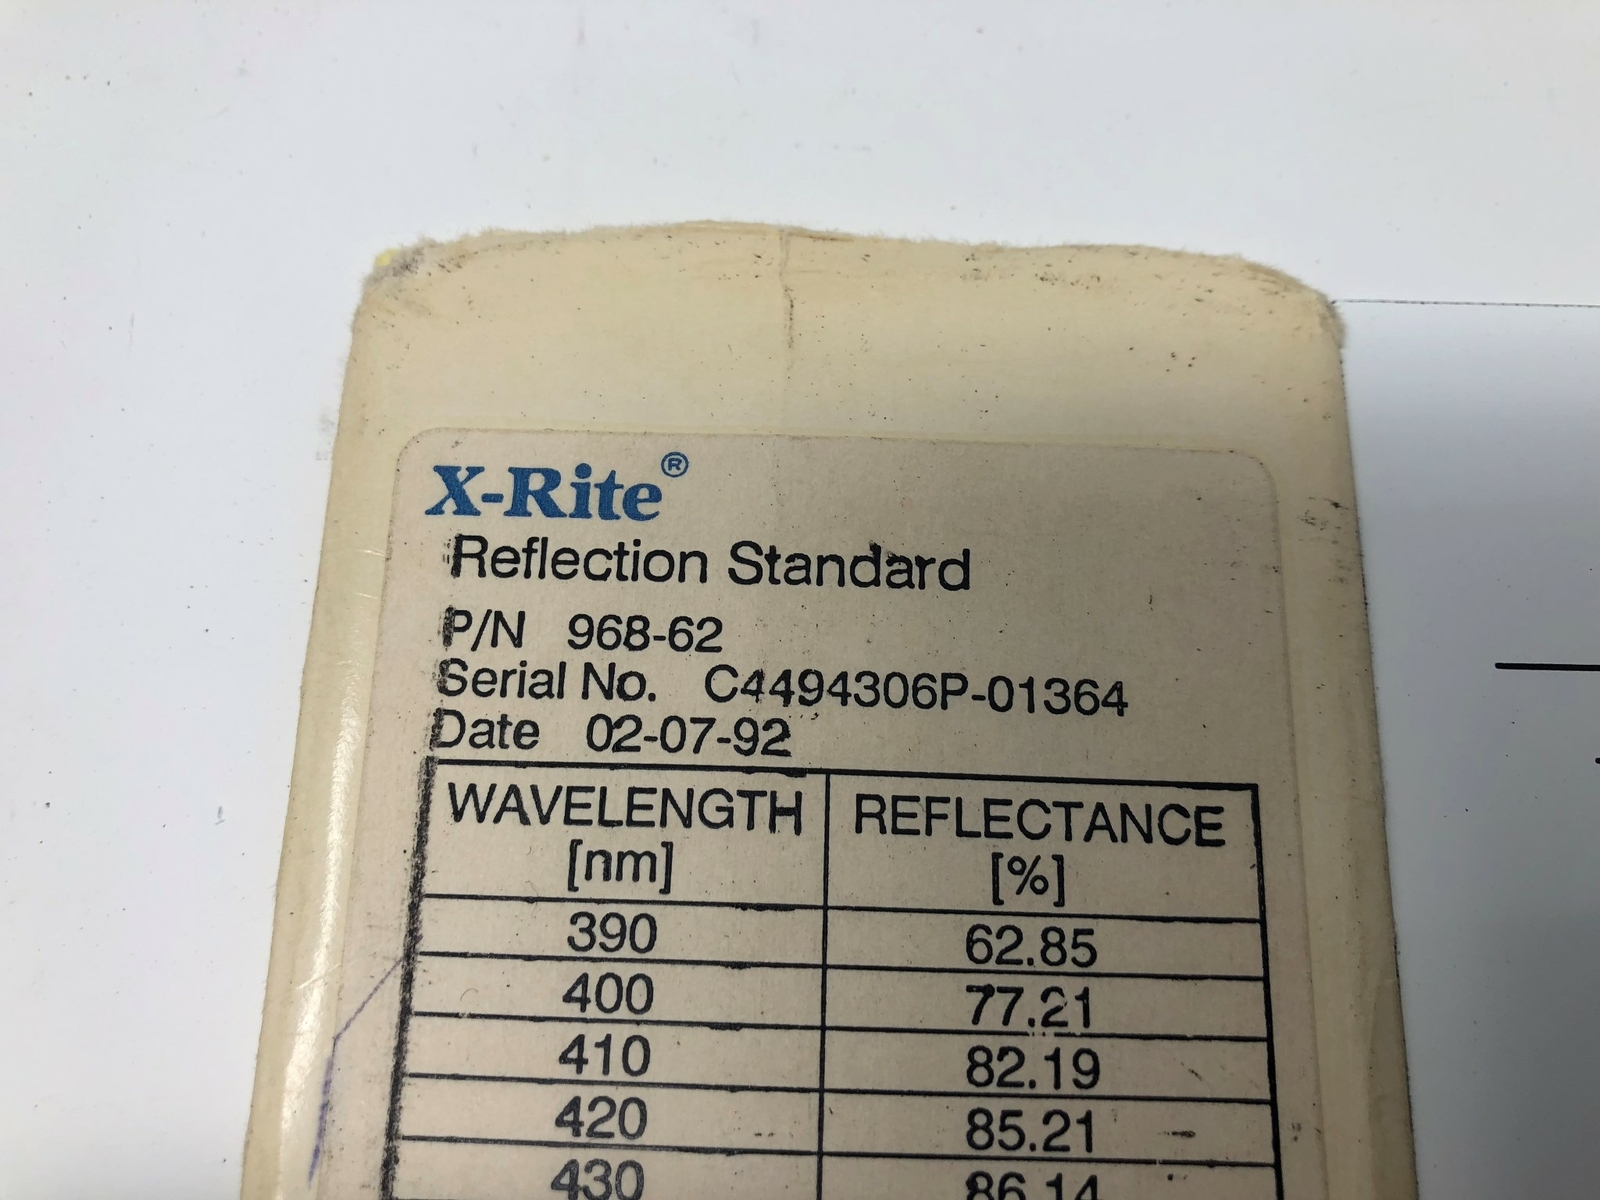 X-Rite®
Reflection Standard
P/N 968-62
Serial No. C4494306P-01364
Date 02-07-92
WAVELENGTH [nm] REFLECTANCE [%]
390 62.85
400 77.21
410 82.19
420 85.21
430 86.14